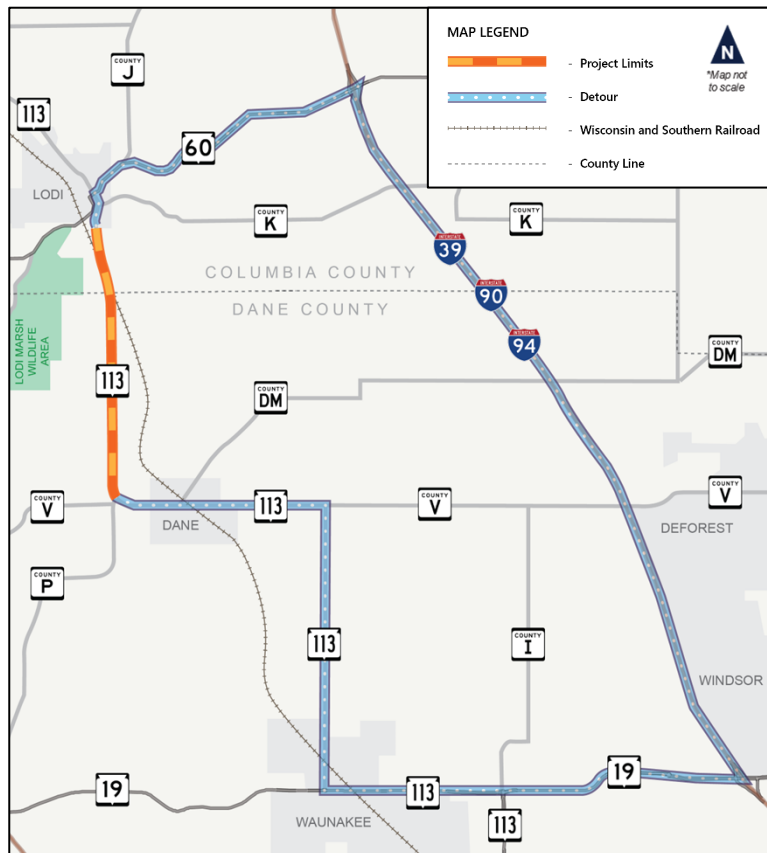 MAP LEGEND
N
*Map not
to scale
- Project Limits
- Detour
- Wisconsin and Southern Railroad
- County Line
COUNTY
J
113
60
LODI
COUNTY
K
COUNTY
K
INTERSTATE
39
COLUMBIA COUNTY
INTERSTATE
90
DANE COUNTY
INTERSTATE
94
LODI MARSH
WILDLIFE
AREA
COUNTY
DM
113
COUNTY
DM
COUNTY
V
113
COUNTY
V
COUNTY
V
DANE
DEFOREST
COUNTY
P
113
COUNTY
I
WINDSOR
19
19
113
WAUNAKEE
113